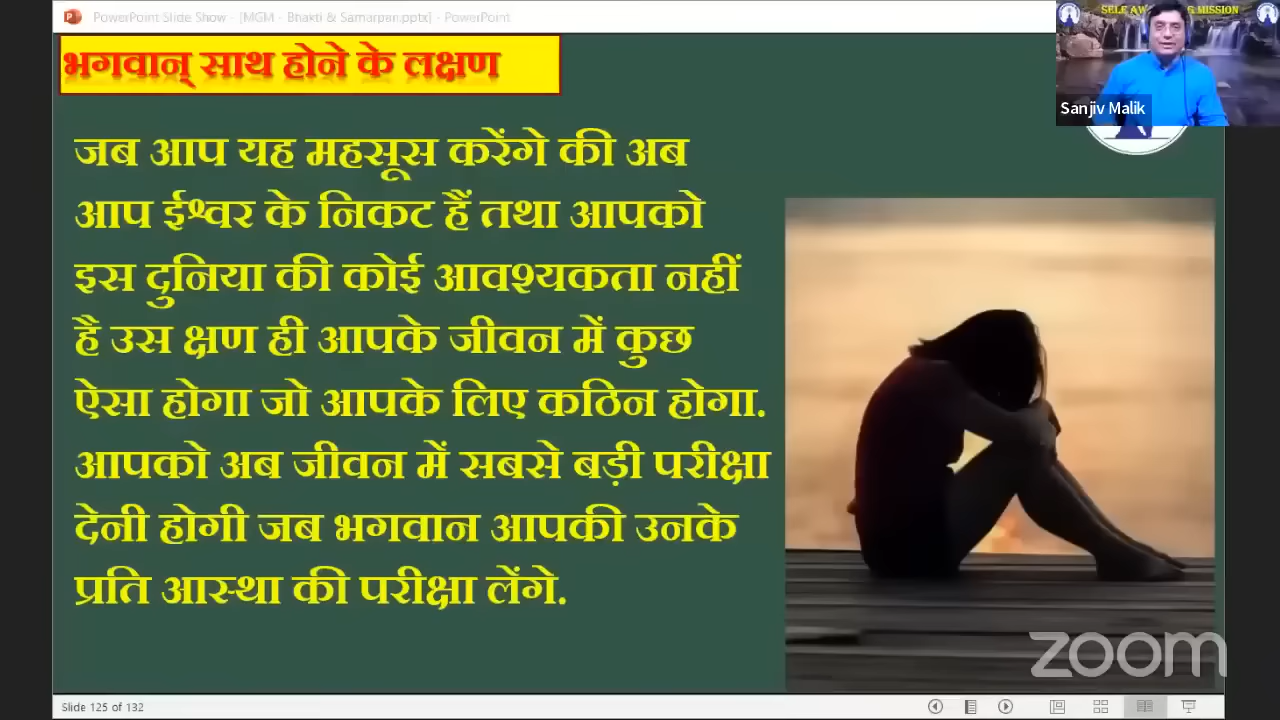 PowerPoint Slide Show - [MGM - Bhakti & Samarpan.pptx] - PowerPoint
भगवान् साथ होने के लक्षण
जब आप यह महसूस करेंगे की अब
आप ईश्वर के निकट हैं तथा आपको
इस दुनिया की कोई आवश्यकता नहीं
है उस क्षण ही आपके जीवन में कुछ
ऐसा होगा जो आपके लिए कठिन होगा.
आपको अब जीवन में सबसे बड़ी परीक्षा
देनी होगी जब भगवान आपकी उनके
प्रति आस्था की परीक्षा लेंगे.
SELF MISSION
Sanjiv Malik
zoom
Slide 125 of 132